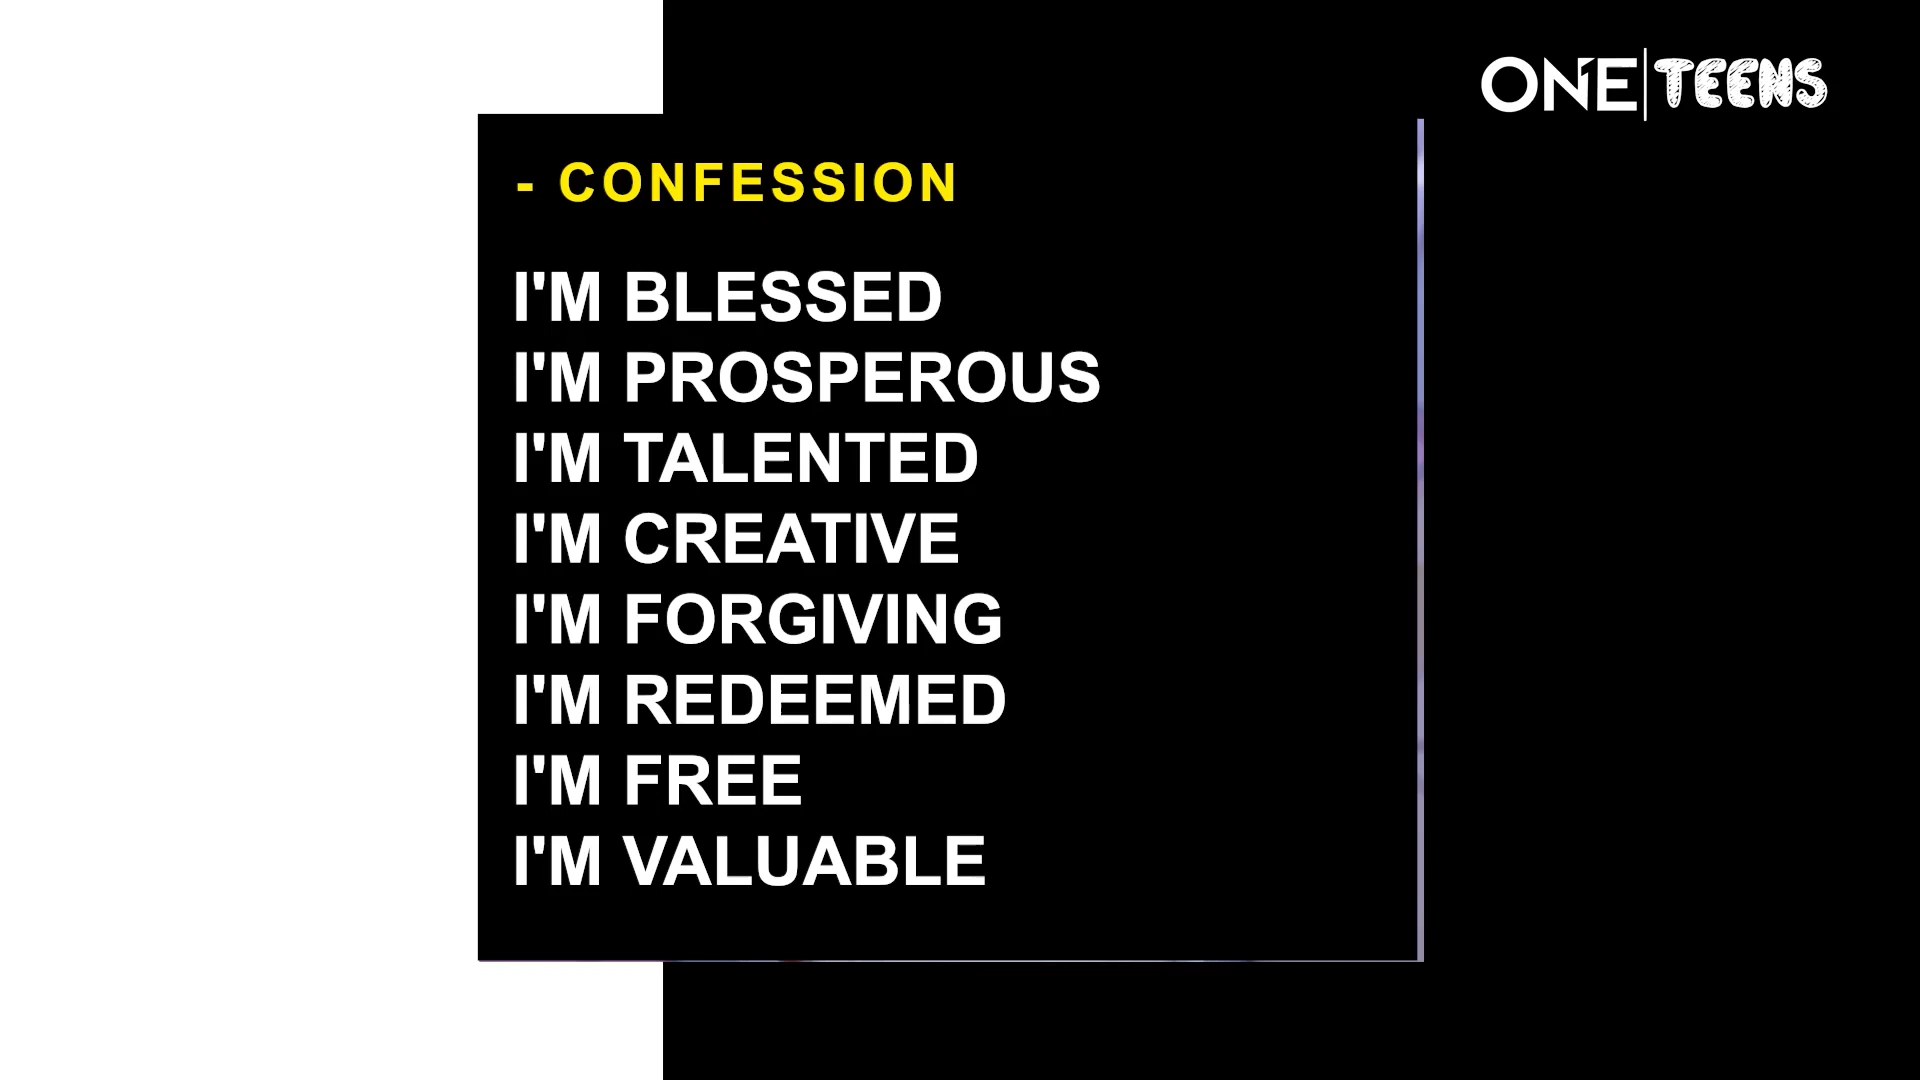 ONE|TEENS
- CONFESSION
I'M BLESSED
I'M PROSPEROUS
I'M TALENTED
I'M CREATIVE
I'M FORGIVING
I'M REDEEMED
I'M FREE
I'M VALUABLE